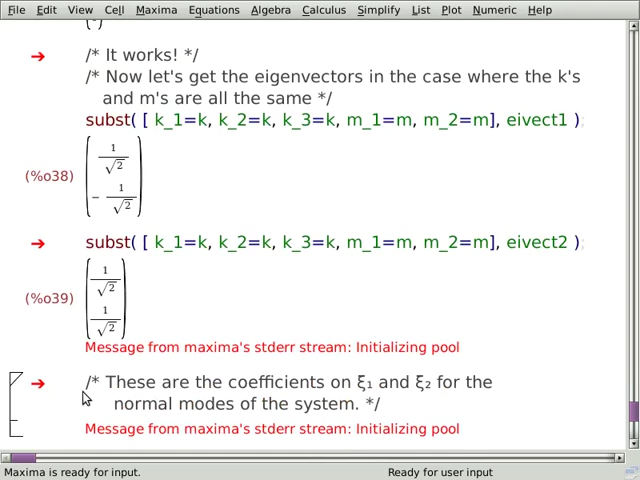 File Edit View Cell Maxima Equations Algebra Calculus Simplify List Plot Numeric Help
/* It works! */
/* Now let's get the eigenvectors in the case where the k's
and m's are all the same */
subst( [ k_1=k, k_2=k, k_3=k, m_1=m, m_2=m], eivect1 )
1
√2
(%o38)
− 1
√2
➔ subst( [ k_1=k, k_2=k, k_3=k, m_1=m, m_2=m], eivect2 )
1
√2
(%o39)
1
√2
Message from maxima's stderr stream: Initializing pool
/* These are the coefficients on ξ₁ and ξ₂ for the
normal modes of the system. */
Message from maxima's stderr stream: Initializing pool
Maxima is ready for input. Ready for user input